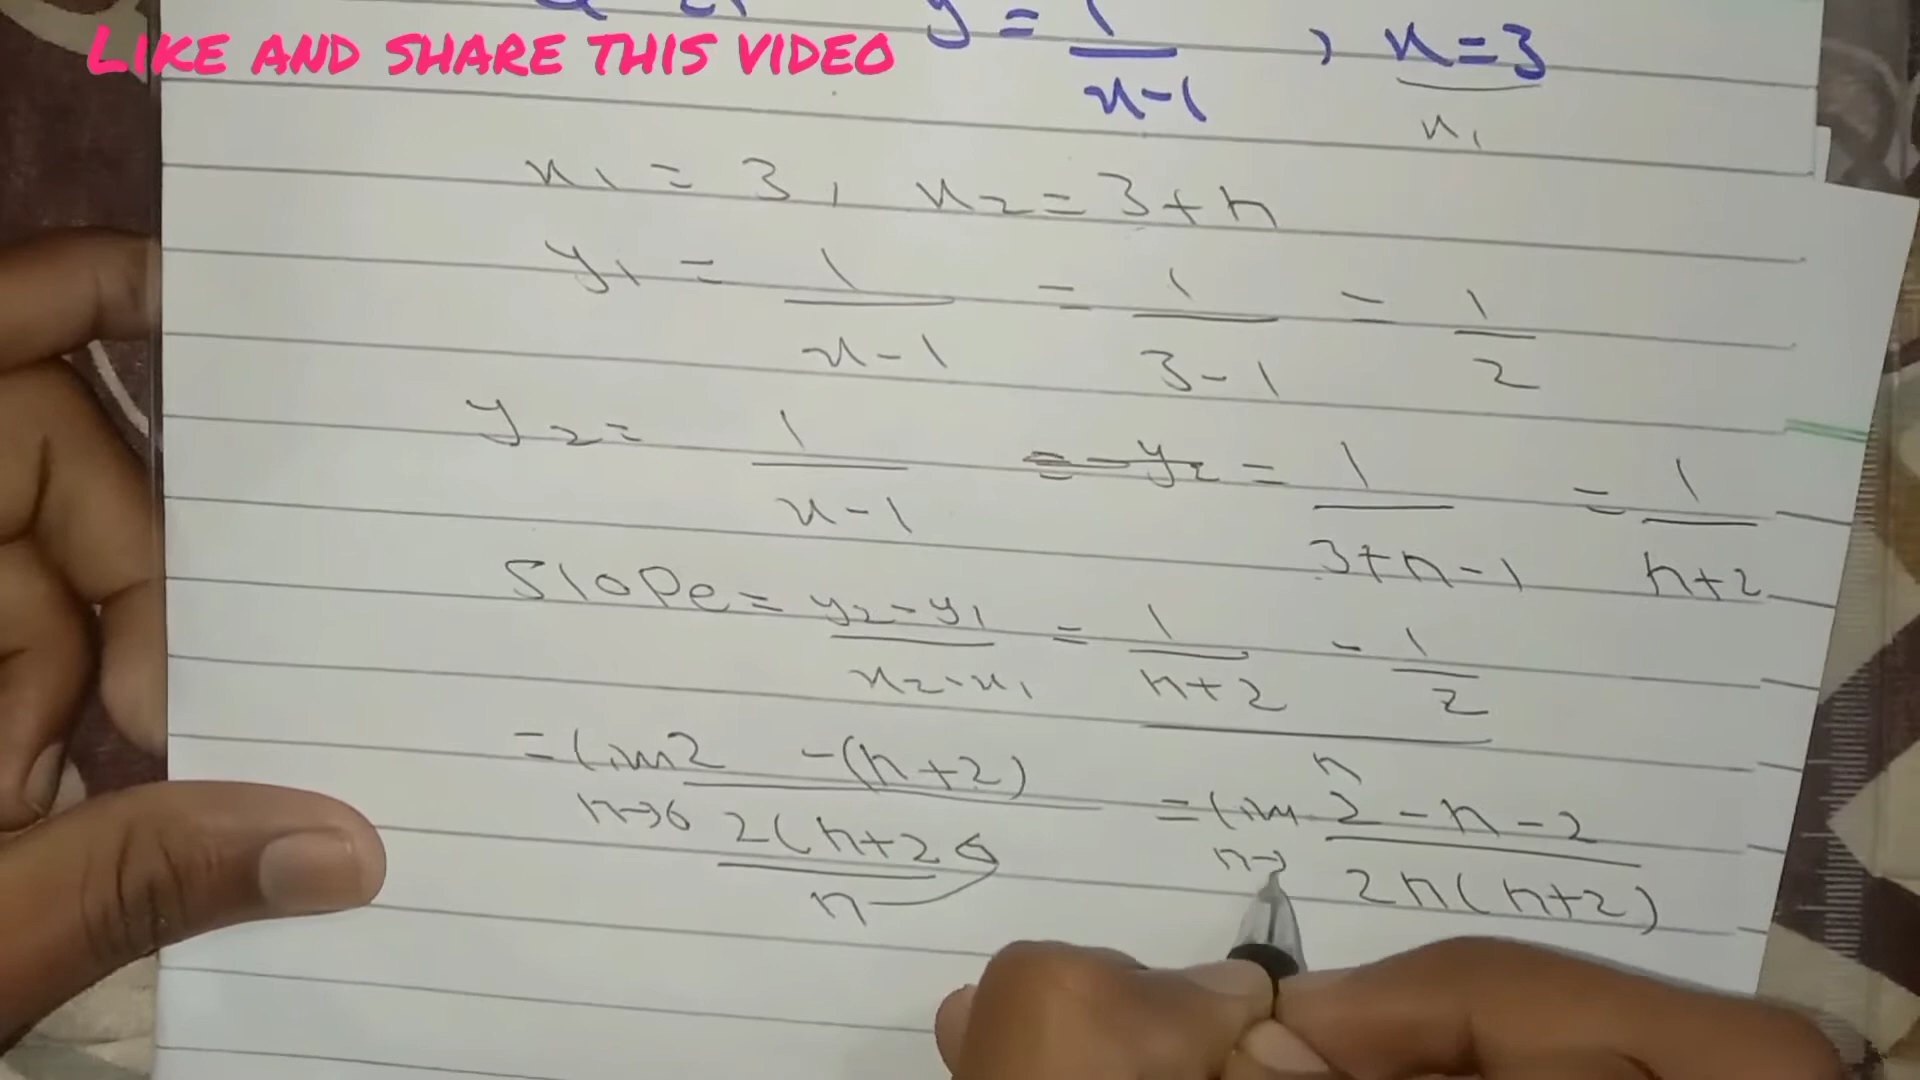 LIKE AND SHARE THIS VIDEO
y = 1/(x-1) , x=3
x₁
x₁ = 3, x₂ = 3+h
y₁ = 1/(x-1) = 1/(3-1) = 1/2
y₂ = 1/(x-1) y₂ = 1/(3+h-1) = 1/(h+2)
Slope = (y₂-y₁)/(x₂-x₁) = (1/(h+2) - 1/2)/h
= lim h→0 (2 -(h+2))/(2(h+2))/h = lim h→ (2-h-2)/(2h(h+2))